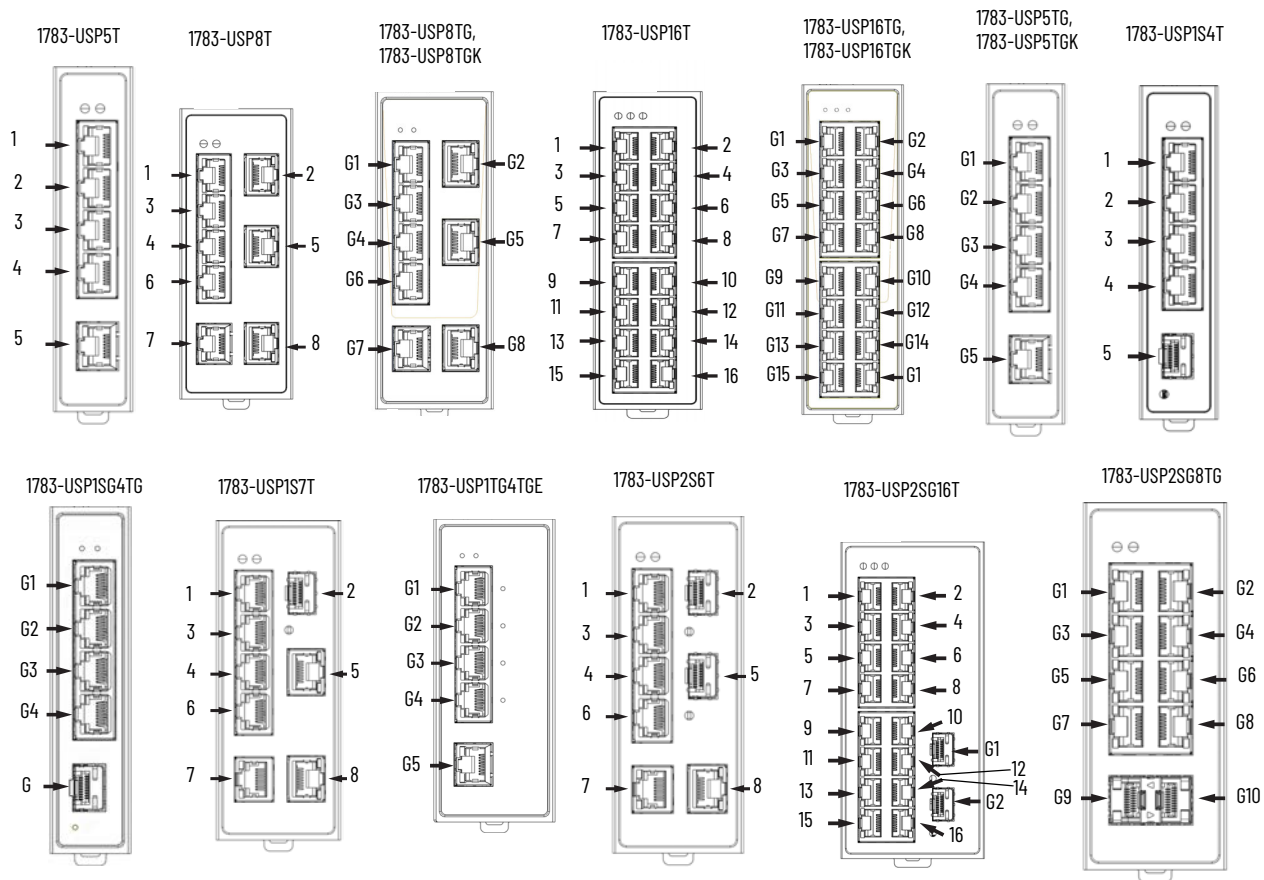 1783-USP5T
1783-USP8T
1783-USP8TG,
1783-USP8TGK
1783-USP16T
1783-USP16TG,
1783-USP16TGK
1783-USP5TG,
1783-USP5TGK
1783-USP1S4T
1
2
3
4
5
1
2
3
4
5
6
7
8
G1
G2
G3
G4
G5
G6
G7
G8
1
2
3
4
5
6
7
8
9
10
11
12
13
14
15
16
G1
G2
G3
G4
G5
G6
G7
G8
G9
G10
G11
G12
G13
G14
G15
G1
G1
G2
G3
G4
G5
1
2
3
4
5
1783-USP1SG4TG
1783-USP1S7T
1783-USP1TG4TGE
1783-USP2S6T
1783-USP2SG16T
1783-USP2SG8TG
G1
G2
G3
G4
G
1
2
3
4
5
6
7
8
G1
G2
G3
G4
G5
1
2
3
4
5
6
7
8
1
2
3
4
5
6
7
8
9
10
11
G1
12
13
14
G2
15
16
G1
G2
G3
G4
G5
G6
G7
G8
G9
G10